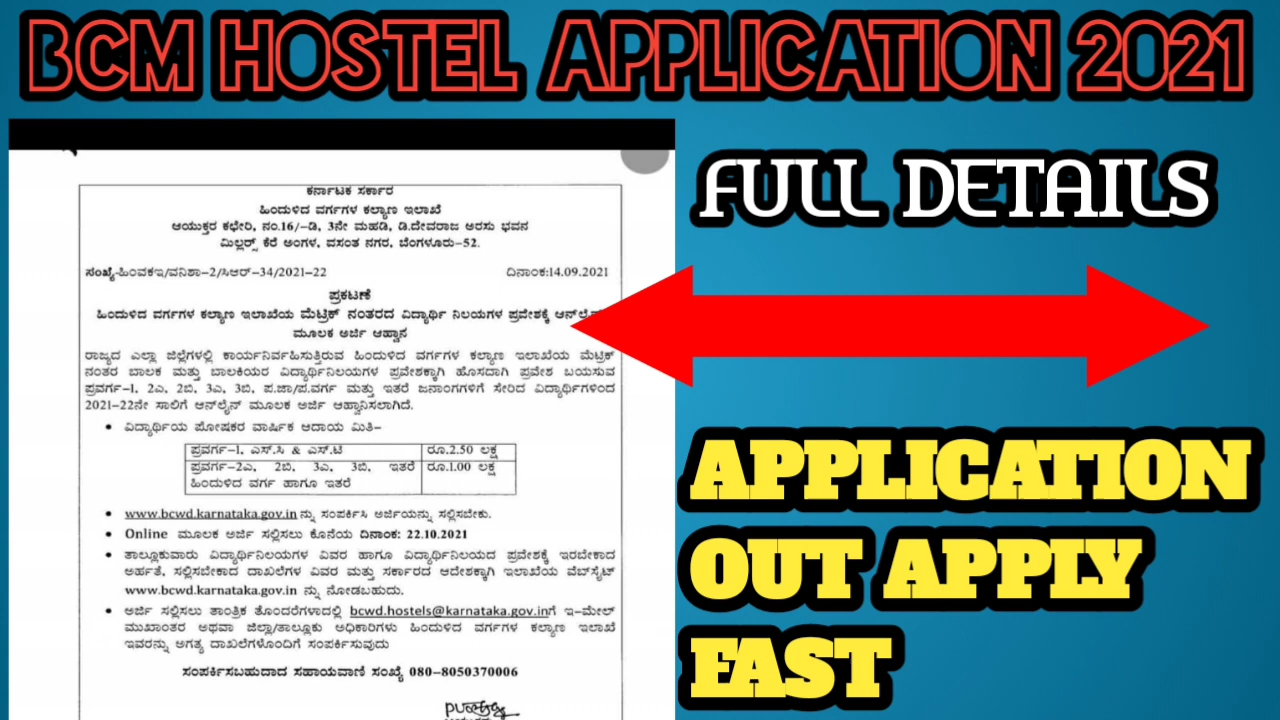 BCM HOSTEL APPLICATION 2021
ಕರ್ನಾಟಕ ಸರ್ಕಾರ
ಹಿಂದುಳಿದ ವರ್ಗಗಳ ಕಲ್ಯಾಣ ಇಲಾಖೆ
ಆಯುಕ್ತರ ಕಛೇರಿ, ನಂ.16/-ಡಿ, 3ನೇ ಮಹಡಿ, ಡಿ.ದೇವರಾಜ ಅರಸು ಭವನ
ಮಿಲ್ಲರ್ಸ್ ಕೆರೆ ಅಂಗಳ, ವಸಂತ ನಗರ, ಬೆಂಗಳೂರು-52.
ಸಂಖ್ಯೆ-ಹಿಂವಕಇ/ವನಿಶಾ-2/ಸಿಆರ್-34/2021-22 ದಿನಾಂಕ:14.09.2021
ಪ್ರಕಟಣೆ
ಹಿಂದುಳಿದ ವರ್ಗಗಳ ಕಲ್ಯಾಣ ಇಲಾಖೆಯ ಮೆಟ್ರಿಕ್ ನಂತರದ ವಿದ್ಯಾರ್ಥಿ ನಿಲಯಗಳ ಪ್ರವೇಶಕ್ಕೆ
ಮೂಲಕ ಅರ್ಜಿ ಆಹ್ವಾನ
ರಾಜ್ಯದ ಎಲ್ಲಾ ಜಿಲ್ಲೆಗಳಲ್ಲಿ ಕಾರ್ಯನಿರ್ವಹಿಸುತ್ತಿರುವ ಹಿಂದುಳಿದ ವರ್ಗಗಳ ಕಲ್ಯಾಣ ಇಲಾಖೆಯ ಮೆಟ್ರಿಕ್
ನಂತರ ಬಾಲಕ ಮತ್ತು ಬಾಲಕಿಯರ ವಿದ್ಯಾರ್ಥಿನಿಲಯಗಳ ಪ್ರವೇಶಕ್ಕಾಗಿ ಹೊಸದಾಗಿ ಪ್ರವೇಶ ಬಯಸುವ
ಪ್ರವರ್ಗ-1, 2ಎ, 2ಬಿ, 3ಎ, 3ಬಿ, ಪ.ಜಾ/ಪ.ವರ್ಗ ಮತ್ತು ಇತರೆ ಜನಾಂಗಗಳಿಗೆ ಸೇರಿದ ವಿದ್ಯಾರ್ಥಿಗಳಿಂದ
2021-22ನೇ ಸಾಲಿಗೆ ಆನ್‌ಲೈನ್ ಮೂಲಕ ಅರ್ಜಿ ಆಹ್ವಾನಿಸಲಾಗಿದೆ.
• ವಿದ್ಯಾರ್ಥಿಯ ಪೋಷಕರ ವಾರ್ಷಿಕ ಆದಾಯ ಮಿತಿ-
ಪ್ರವರ್ಗ-1, ಎಸ್.ಸಿ & ಎಸ್.ಟಿ ರೂ.2.50 ಲಕ್ಷ
ಪ್ರವರ್ಗ-2ಎ, 2ಬಿ, 3ಎ, 3ಬಿ, ಇತರೆ ರೂ.1.00 ಲಕ್ಷ
ಹಿಂದುಳಿದ ವರ್ಗ ಹಾಗೂ ಇತರೆ
• www.bcwd.karnataka.gov.in ನ್ನು ಸಂಪರ್ಕಿಸಿ ಅರ್ಜಿಯನ್ನು ಸಲ್ಲಿಸಬೇಕು.
• Online ಮೂಲಕ ಅರ್ಜಿ ಸಲ್ಲಿಸಲು ಕೊನೆಯ ದಿನಾಂಕ: 22.10.2021
• ತಾಲ್ಲೂಕುವಾರು ವಿದ್ಯಾರ್ಥಿನಿಲಯಗಳ ವಿವರ ಹಾಗೂ ವಿದ್ಯಾರ್ಥಿನಿಲಯದ ಪ್ರವೇಶಕ್ಕೆ ಇರಬೇಕಾದ
ಅರ್ಹತೆ, ಸಲ್ಲಿಸಬೇಕಾದ ದಾಖಲೆಗಳ ವಿವರ ಮತ್ತು ಸರ್ಕಾರದ ಆದೇಶಕ್ಕಾಗಿ ಇಲಾಖೆಯ ವೆಬ್‌ಸೈಟ್
www.bcwd.karnataka.gov.in ನ್ನು ನೋಡಬಹುದು.
• ಅರ್ಜಿ ಸಲ್ಲಿಸಲು ತಾಂತ್ರಿಕ ತೊಂದರೆಗಳಾದಲ್ಲಿ bcwd.hostels@karnataka.gov.inಗೆ ಇ-ಮೇಲ್
ಮುಖಾಂತರ ಅಥವಾ ಜಿಲ್ಲಾ/ತಾಲ್ಲೂಕು ಅಧಿಕಾರಿಗಳು ಹಿಂದುಳಿದ ವರ್ಗಗಳ ಕಲ್ಯಾಣ ಇಲಾಖೆ
ಇವರನ್ನು ಅಗತ್ಯ ದಾಖಲೆಗಳೊಂದಿಗೆ ಸಂಪರ್ಕಿಸುವುದು
ಸಂಪರ್ಕಿಸಬಹುದಾದ ಸಹಾಯವಾಣಿ ಸಂಖ್ಯೆ 080-8050370006
FULL DETAILS
APPLICATION
OUT APPLY
FAST